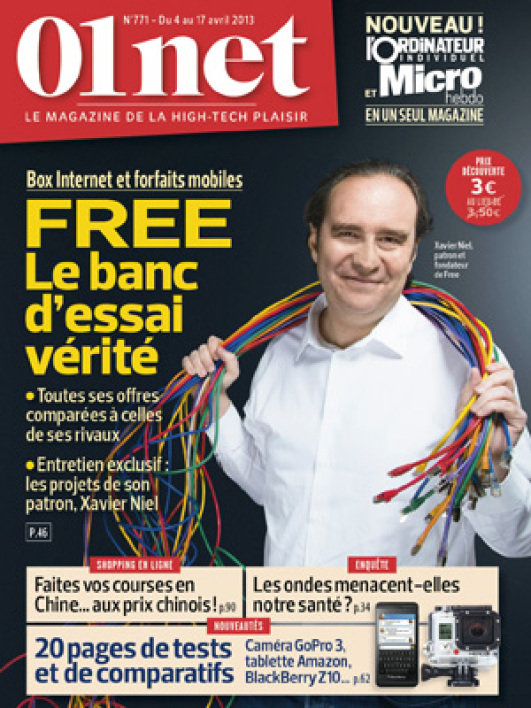 N°771 - Du 4 au 17 avril 2013
01net
LE MAGAZINE DE LA HIGH-TECH PLAISIR
NOUVEAU !
L'ORDINATEUR
INDIVIDUEL
ET Micro
hebdo
EN UN SEUL MAGAZINE
Box Internet et forfaits mobiles
FREE
Le banc
d'essai
vérité
• Toutes ses offres
comparées à celles
de ses rivaux
• Entretien exclusif :
les projets de son
patron, Xavier Niel
P.46
PRIX
DÉCOUVERTE
3€
AU LIEU DE
3,50€
Xavier Niel,
patron et
fondateur
de Free
SHOPPING EN LIGNE
Faites vos courses en
Chine... aux prix chinois ! p.90
ENQUÊTE
Les ondes menacent-elles
notre santé ? p.34
NOUVEAUTÉS
20 pages de tests
et de comparatifs
Caméra GoPro 3,
tablette Amazon,
BlackBerry Z10... p.62